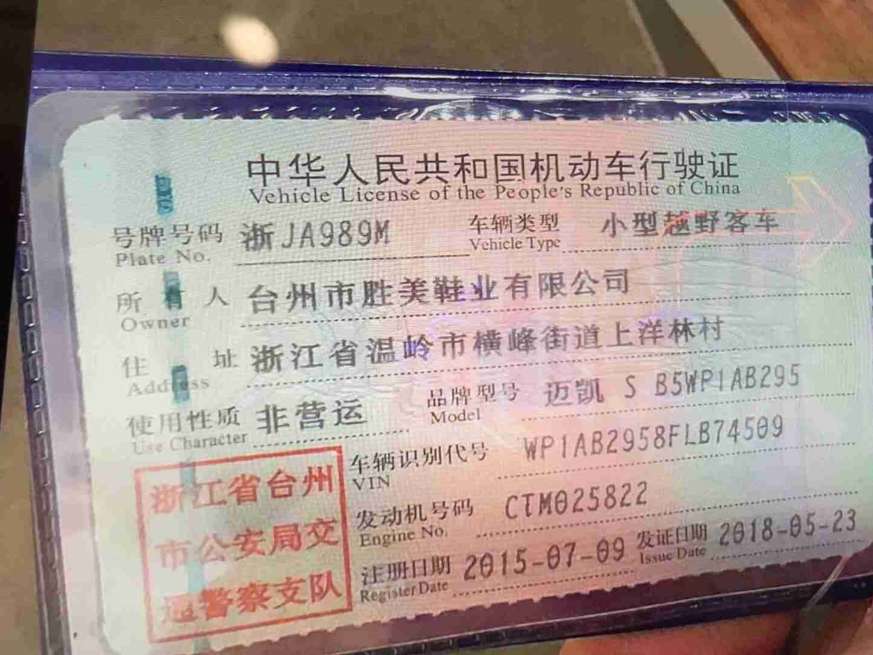 中华人民共和国机动车行驶证
Vehicle License of the People's Republic of China
号牌号码 浙JA989M 车辆类型 小型越野客车
Plate No. Vehicle Type
所有人 台州市胜美鞋业有限公司
Owner
住址 浙江省温岭市横峰街道上洋林村
Address
使用性质 非营运 品牌型号 迈凯 S B5WP1AB295
Use Character Model
车辆识别代号 WP1AB2958FLB74509
VIN
发动机号码 CTM025822
Engine No.
注册日期 2015-07-09 发证日期 2018-05-23
Register Date Issue Date
浙江省台州
市公安局交
通警察支队